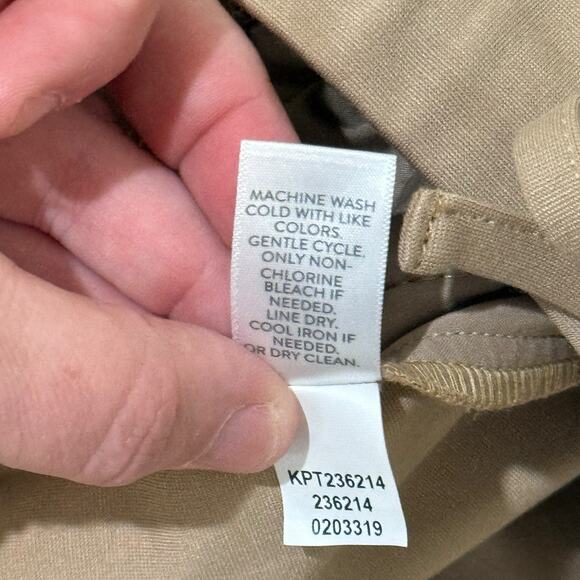 MACHINE WASH
COLD WITH LIKE
COLORS.
GENTLE CYCLE.
ONLY NON-
CHLORINE
BLEACH IF
NEEDED.
LINE DRY.
COOL IRON IF
NEEDED.
OR DRY CLEAN.
KPT236214
236214
0203319